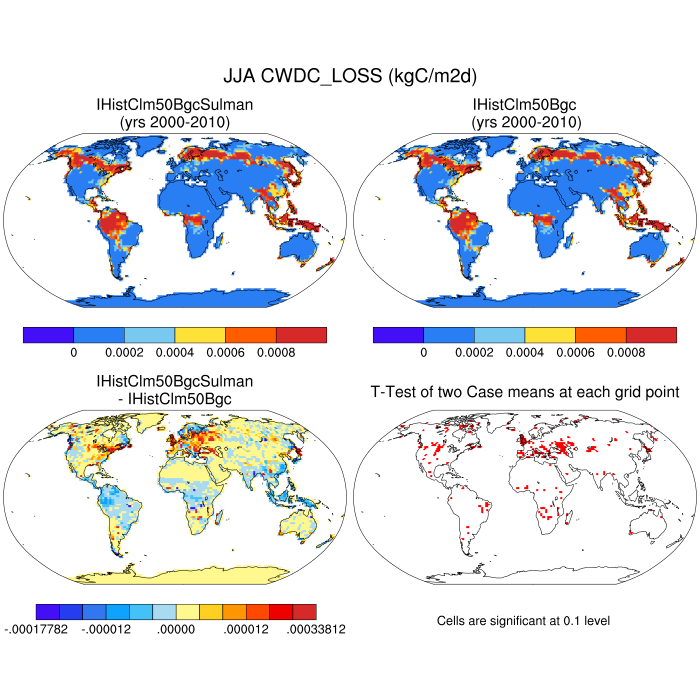 JJA CWDC_LOSS (kgC/m2d)
IHistClm50BgcSulman
(yrs 2000-2010)
IHistClm50Bgc
(yrs 2000-2010)
0 0.0002 0.0004 0.0006 0.0008
0 0.0002 0.0004 0.0006 0.0008
IHistClm50BgcSulman
- IHistClm50Bgc
T-Test of two Case means at each grid point
-.00017782 -.000012 .00000 .000012 .00033812
Cells are significant at 0.1 level